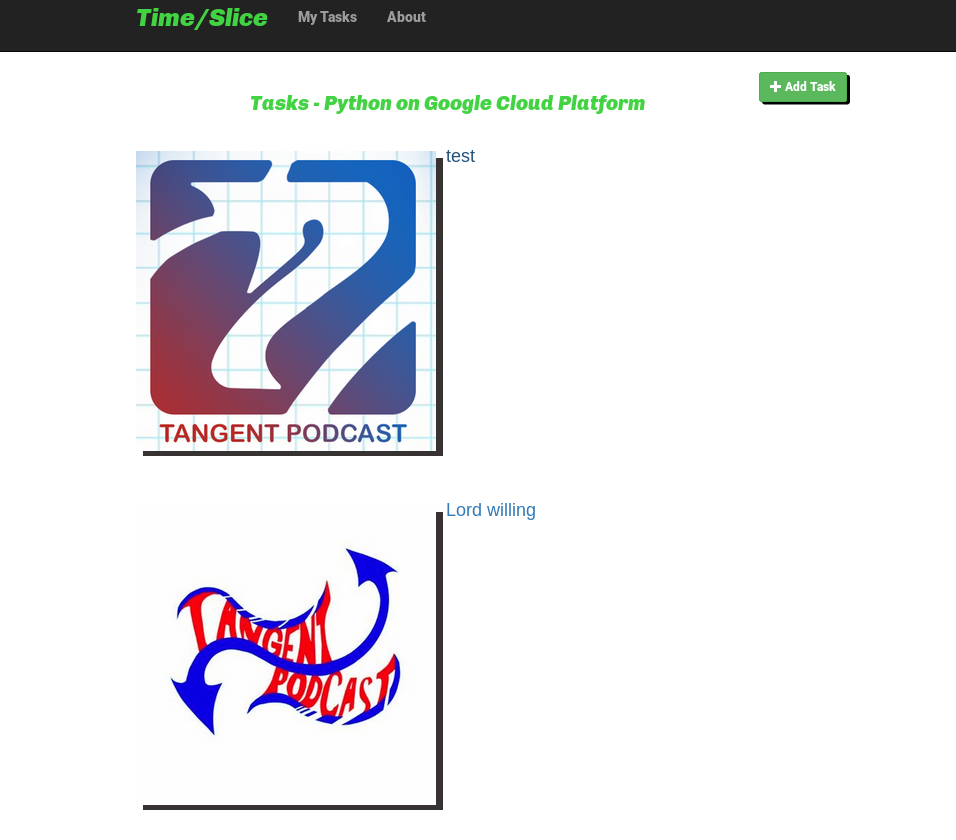 Time/Slice My Tasks About
+ Add Task
Tasks - Python on Google Cloud Platform
test
TANGENT PODCAST
Lord willing
TANGENT
PODCAST